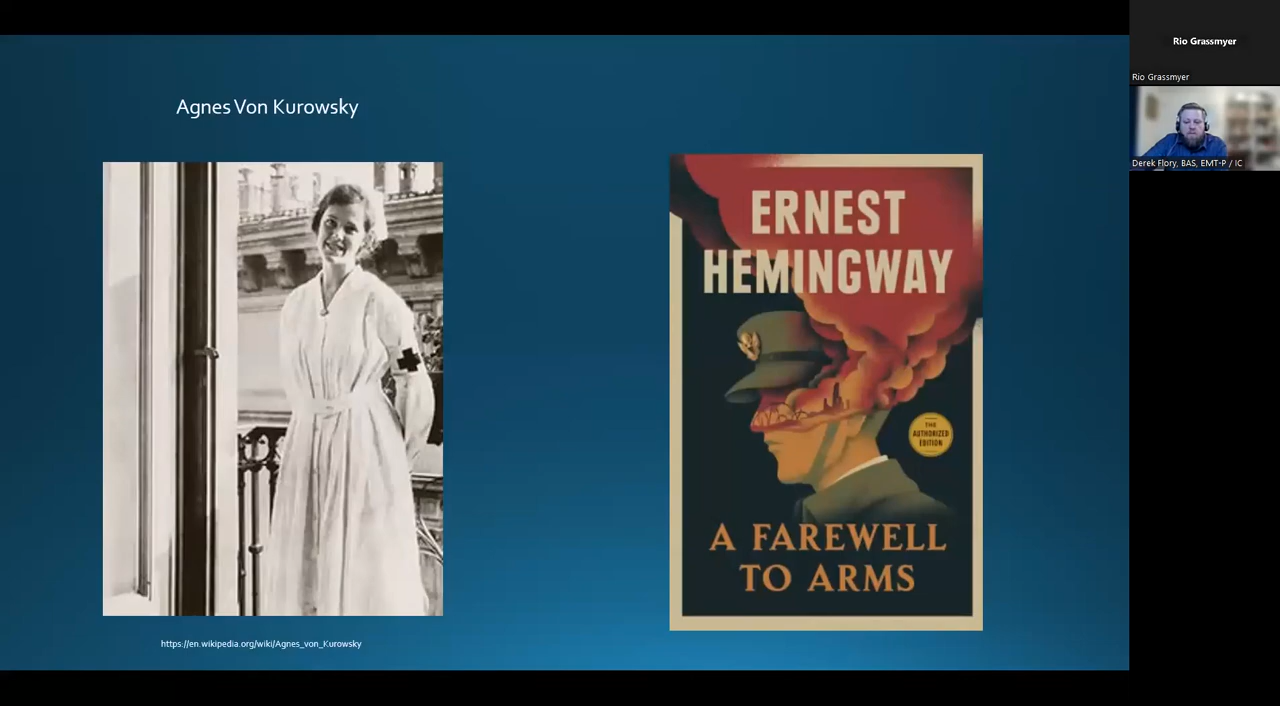 Agnes Von Kurowsky
https://en.wikipedia.org/wiki/Agnes_von_Kurowsky
ERNEST
HEMINGWAY
THE
AUTHORIZED
EDITION
A FAREWELL
TO ARMS
Rio Grassmyer
Rio Grassmyer
Derek Flory, BAS, EMT-P / IC